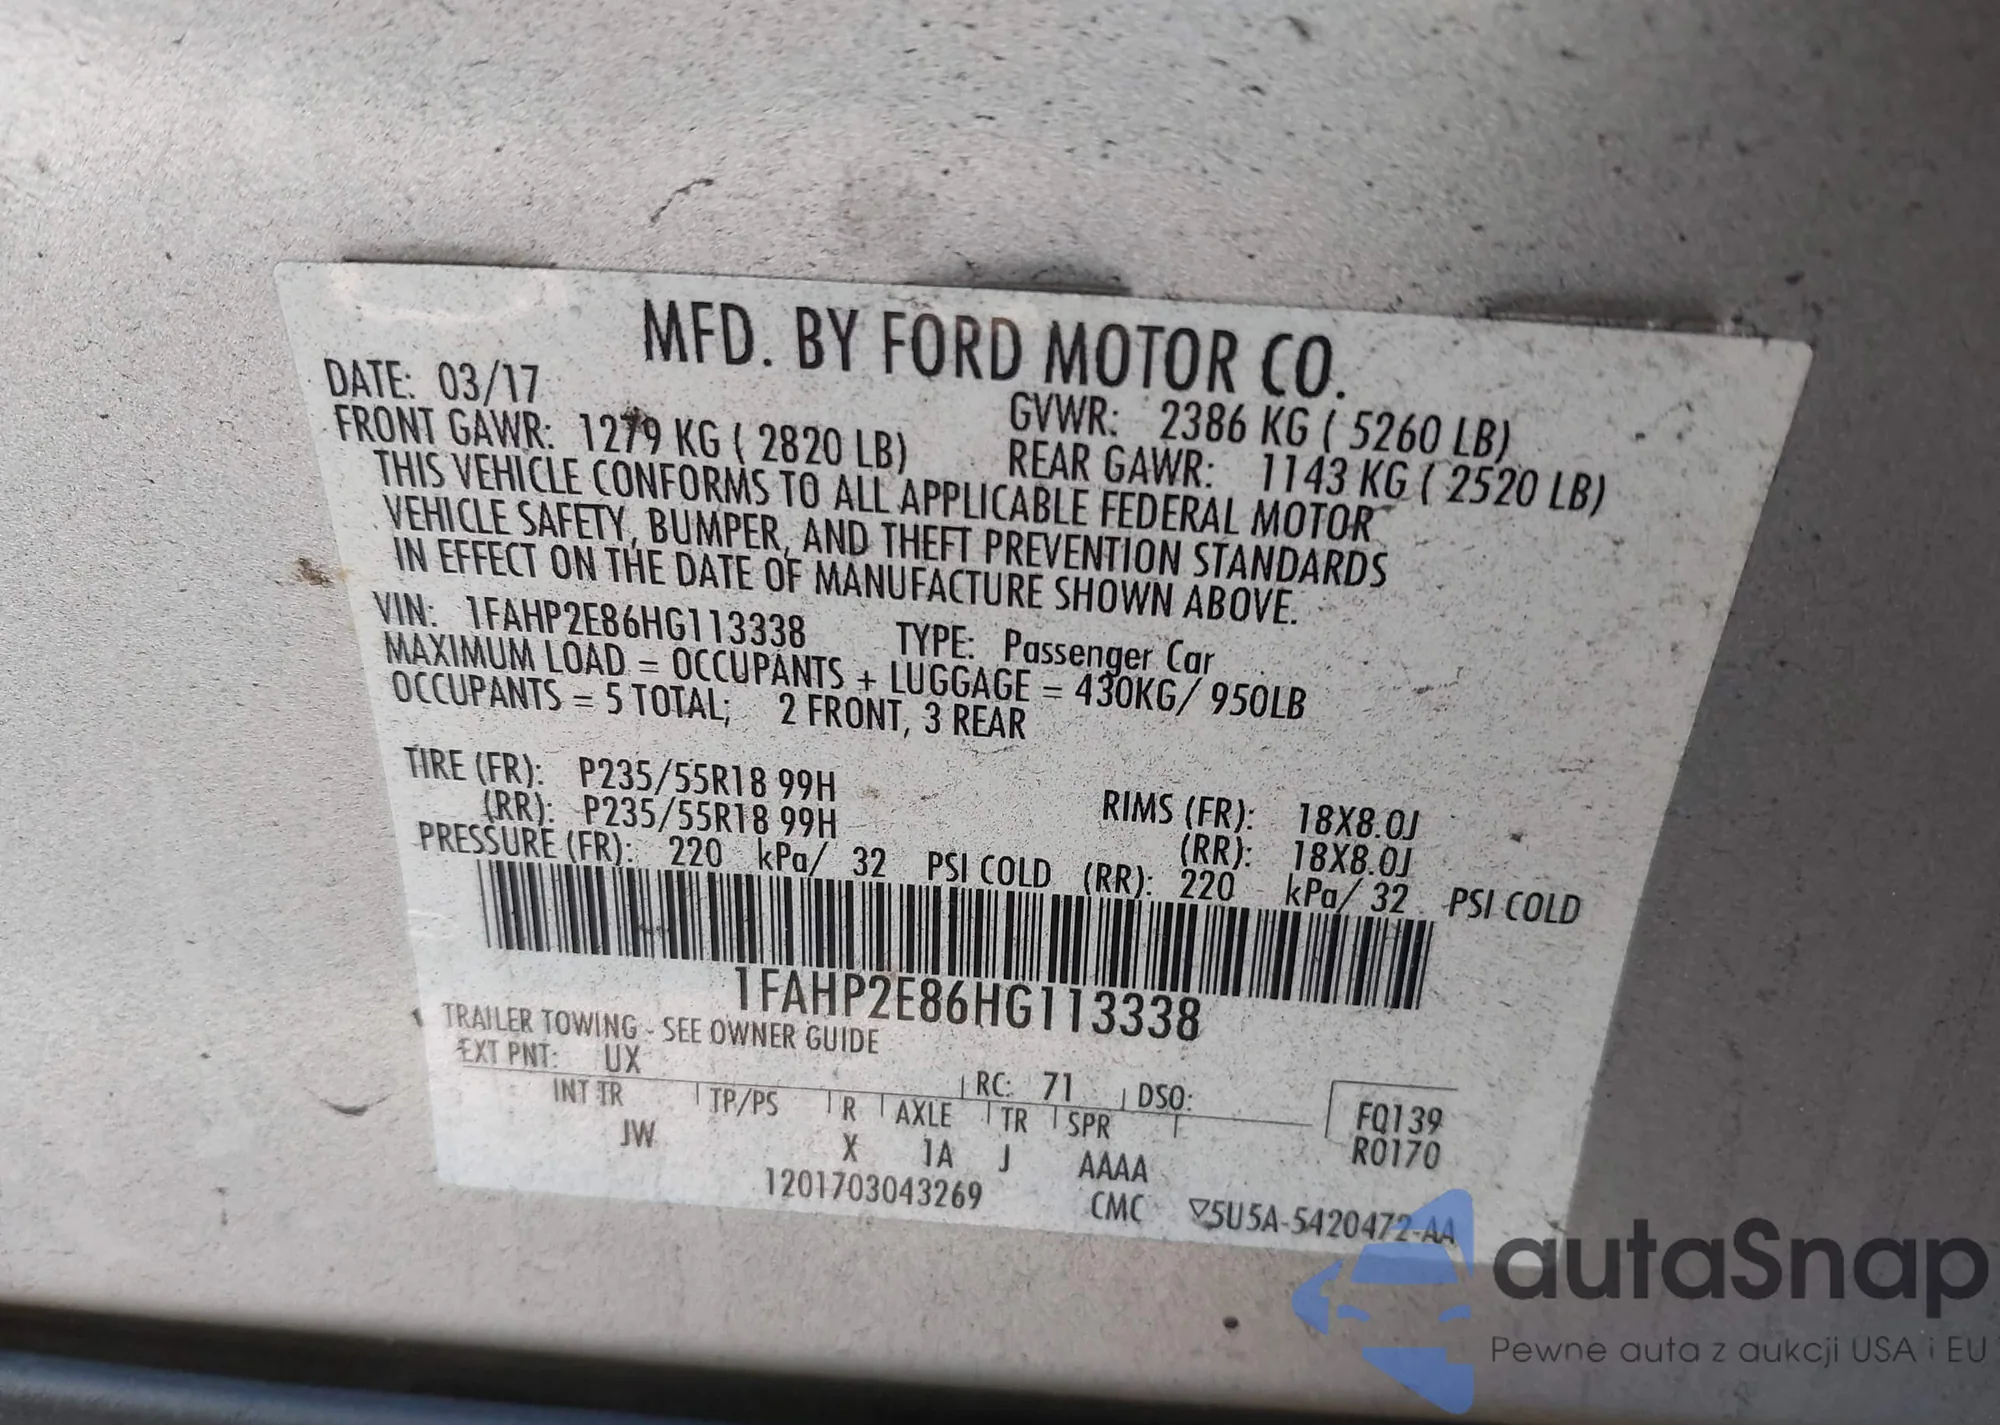 MFD. BY FORD MOTOR CO.
DATE: 03/17 GVWR: 2386 KG ( 5260 LB)
FRONT GAWR: 1279 KG ( 2820 LB) REAR GAWR: 1143 KG ( 2520 LB)
THIS VEHICLE CONFORMS TO ALL APPLICABLE FEDERAL MOTOR
VEHICLE SAFETY, BUMPER, AND THEFT PREVENTION STANDARDS
IN EFFECT ON THE DATE OF MANUFACTURE SHOWN ABOVE.
VIN: 1FAHP2E86HG113338 TYPE: Passenger Car
MAXIMUM LOAD = OCCUPANTS + LUGGAGE = 430KG/ 950LB
OCCUPANTS = 5 TOTAL; 2 FRONT, 3 REAR
TIRE (FR): P235/55R18 99H RIMS (FR): 18X8.0J
(RR): P235/55R18 99H (RR): 18X8.0J
PRESSURE (FR): 220 kPa/ 32 PSI COLD (RR): 220 kPa/ 32 PSI COLD
1FAHP2E86HG113338
TRAILER TOWING - SEE OWNER GUIDE
EXT PNT: UX RC: 71 DSO:
INT TR TP/PS R AXLE TR SPR F0139
JW X 1A J AAAA R0170
1201703043269 CMC ▽5U5A-5420472-AA
autaSnap
Pewne auta z aukcji USA i EU